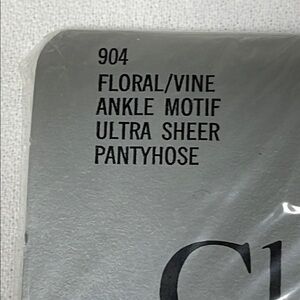 904
FLORAL/VINE
ANKLE MOTIF
ULTRA SHEER
PANTYHOSE